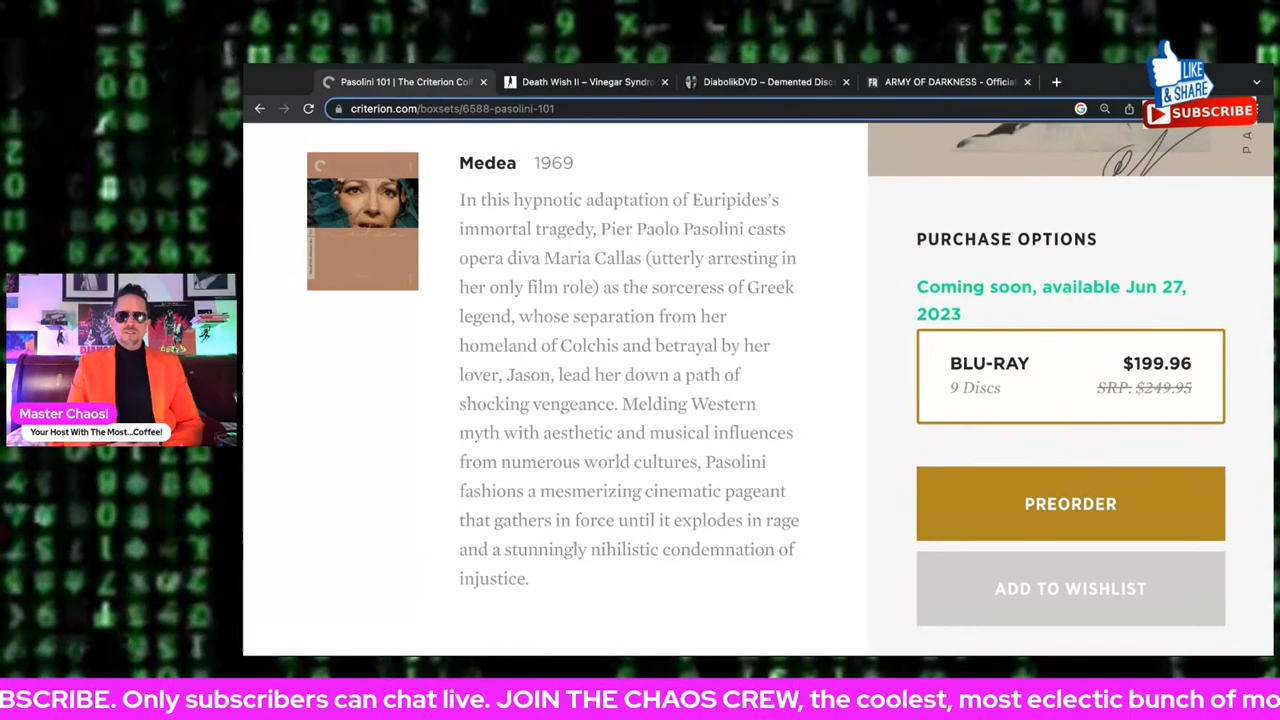 Pasolini 101 | The Criterion Coll
Death Wish II – Vinegar Syndro
DiabolikDVD – Demented Disc
ARMY OF DARKNESS - Official
LIKE
& SHARE
SUBSCRIBE
criterion.com/boxsets/6588-pasolini-101
Medea 1969
In this hypnotic adaptation of Euripides's
immortal tragedy, Pier Paolo Pasolini casts
opera diva Maria Callas (utterly arresting in
her only film role) as the sorceress of Greek
legend, whose separation from her
homeland of Colchis and betrayal by her
lover, Jason, lead her down a path of
shocking vengeance. Melding Western
myth with aesthetic and musical influences
from numerous world cultures, Pasolini
fashions a mesmerizing cinematic pageant
that gathers in force until it explodes in rage
and a stunningly nihilistic condemnation of
injustice.
PA
PURCHASE OPTIONS
Coming soon, available Jun 27,
2023
BLU-RAY $199.96
9 Discs SRP: $249.95
PREORDER
ADD TO WISHLIST
Master Chaos!
Your Host With The Most...Coffee!
BSCRIBE. Only subscribers can chat live. JOIN THE CHAOS CREW, the coolest, most eclectic bunch of mo